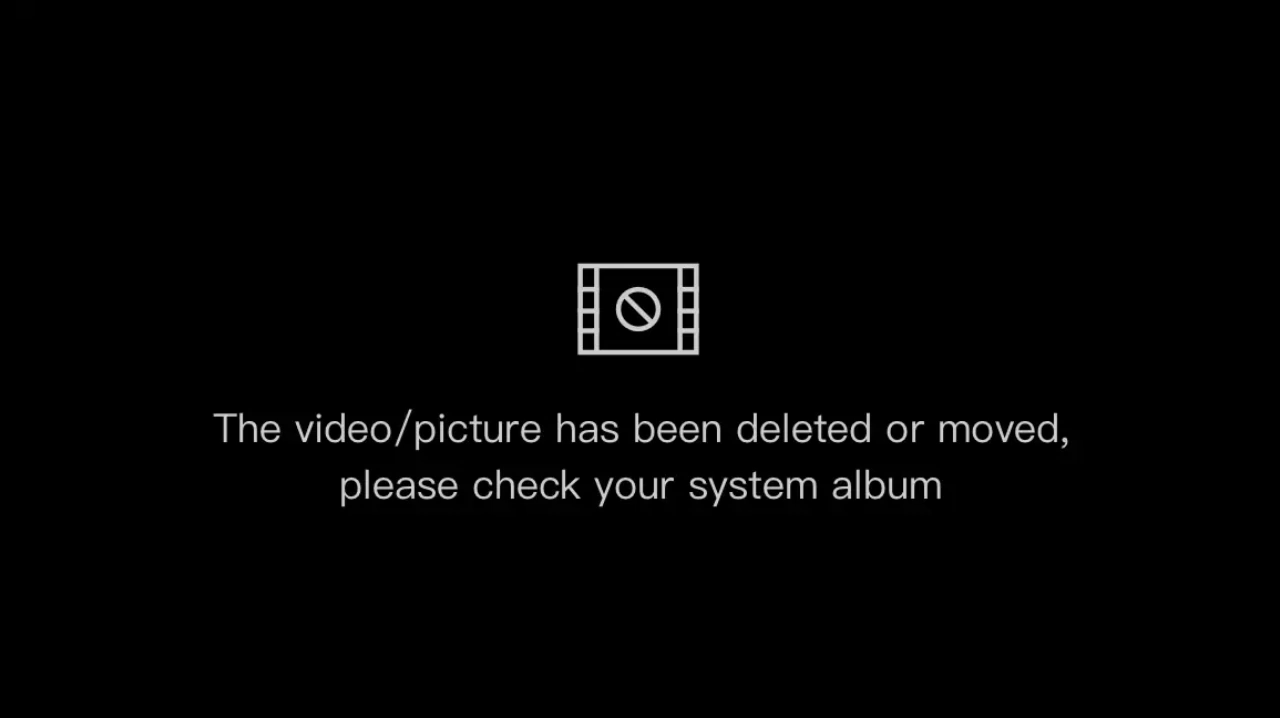 The video/picture has been deleted or moved,
please check your system album